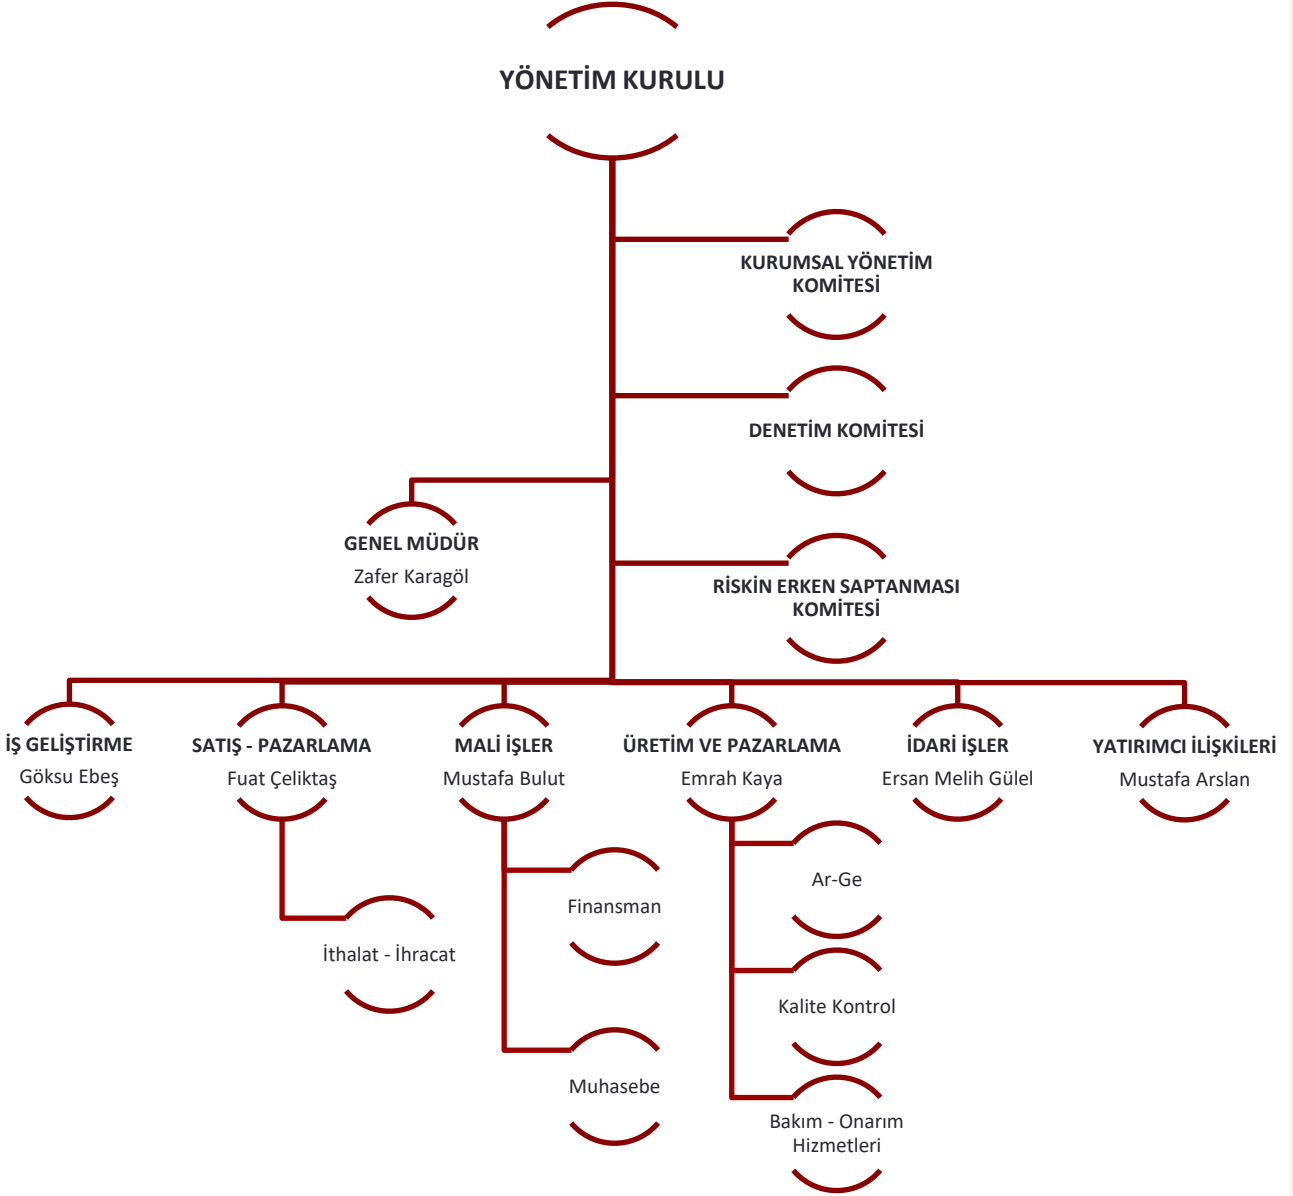 YÖNETİM KURULU
KURUMSAL YÖNETİM
KOMİTESİ
DENETİM KOMİTESİ
GENEL MÜDÜR
Zafer Karagöl
RİSKİN ERKEN SAPTANMASI
KOMİTESİ
İŞ GELİŞTİRME
Göksu Ebeş
SATIŞ - PAZARLAMA
Fuat Çeliktaş
MALİ İŞLER
Mustafa Bulut
ÜRETİM VE PAZARLAMA
Emrah Kaya
İDARİ İŞLER
Ersan Melih Gülel
YATIRIMCI İLİŞKİLERİ
Mustafa Arslan
İthalat - İhracat
Finansman
Muhasebe
Ar-Ge
Kalite Kontrol
Bakım - Onarım
Hizmetleri